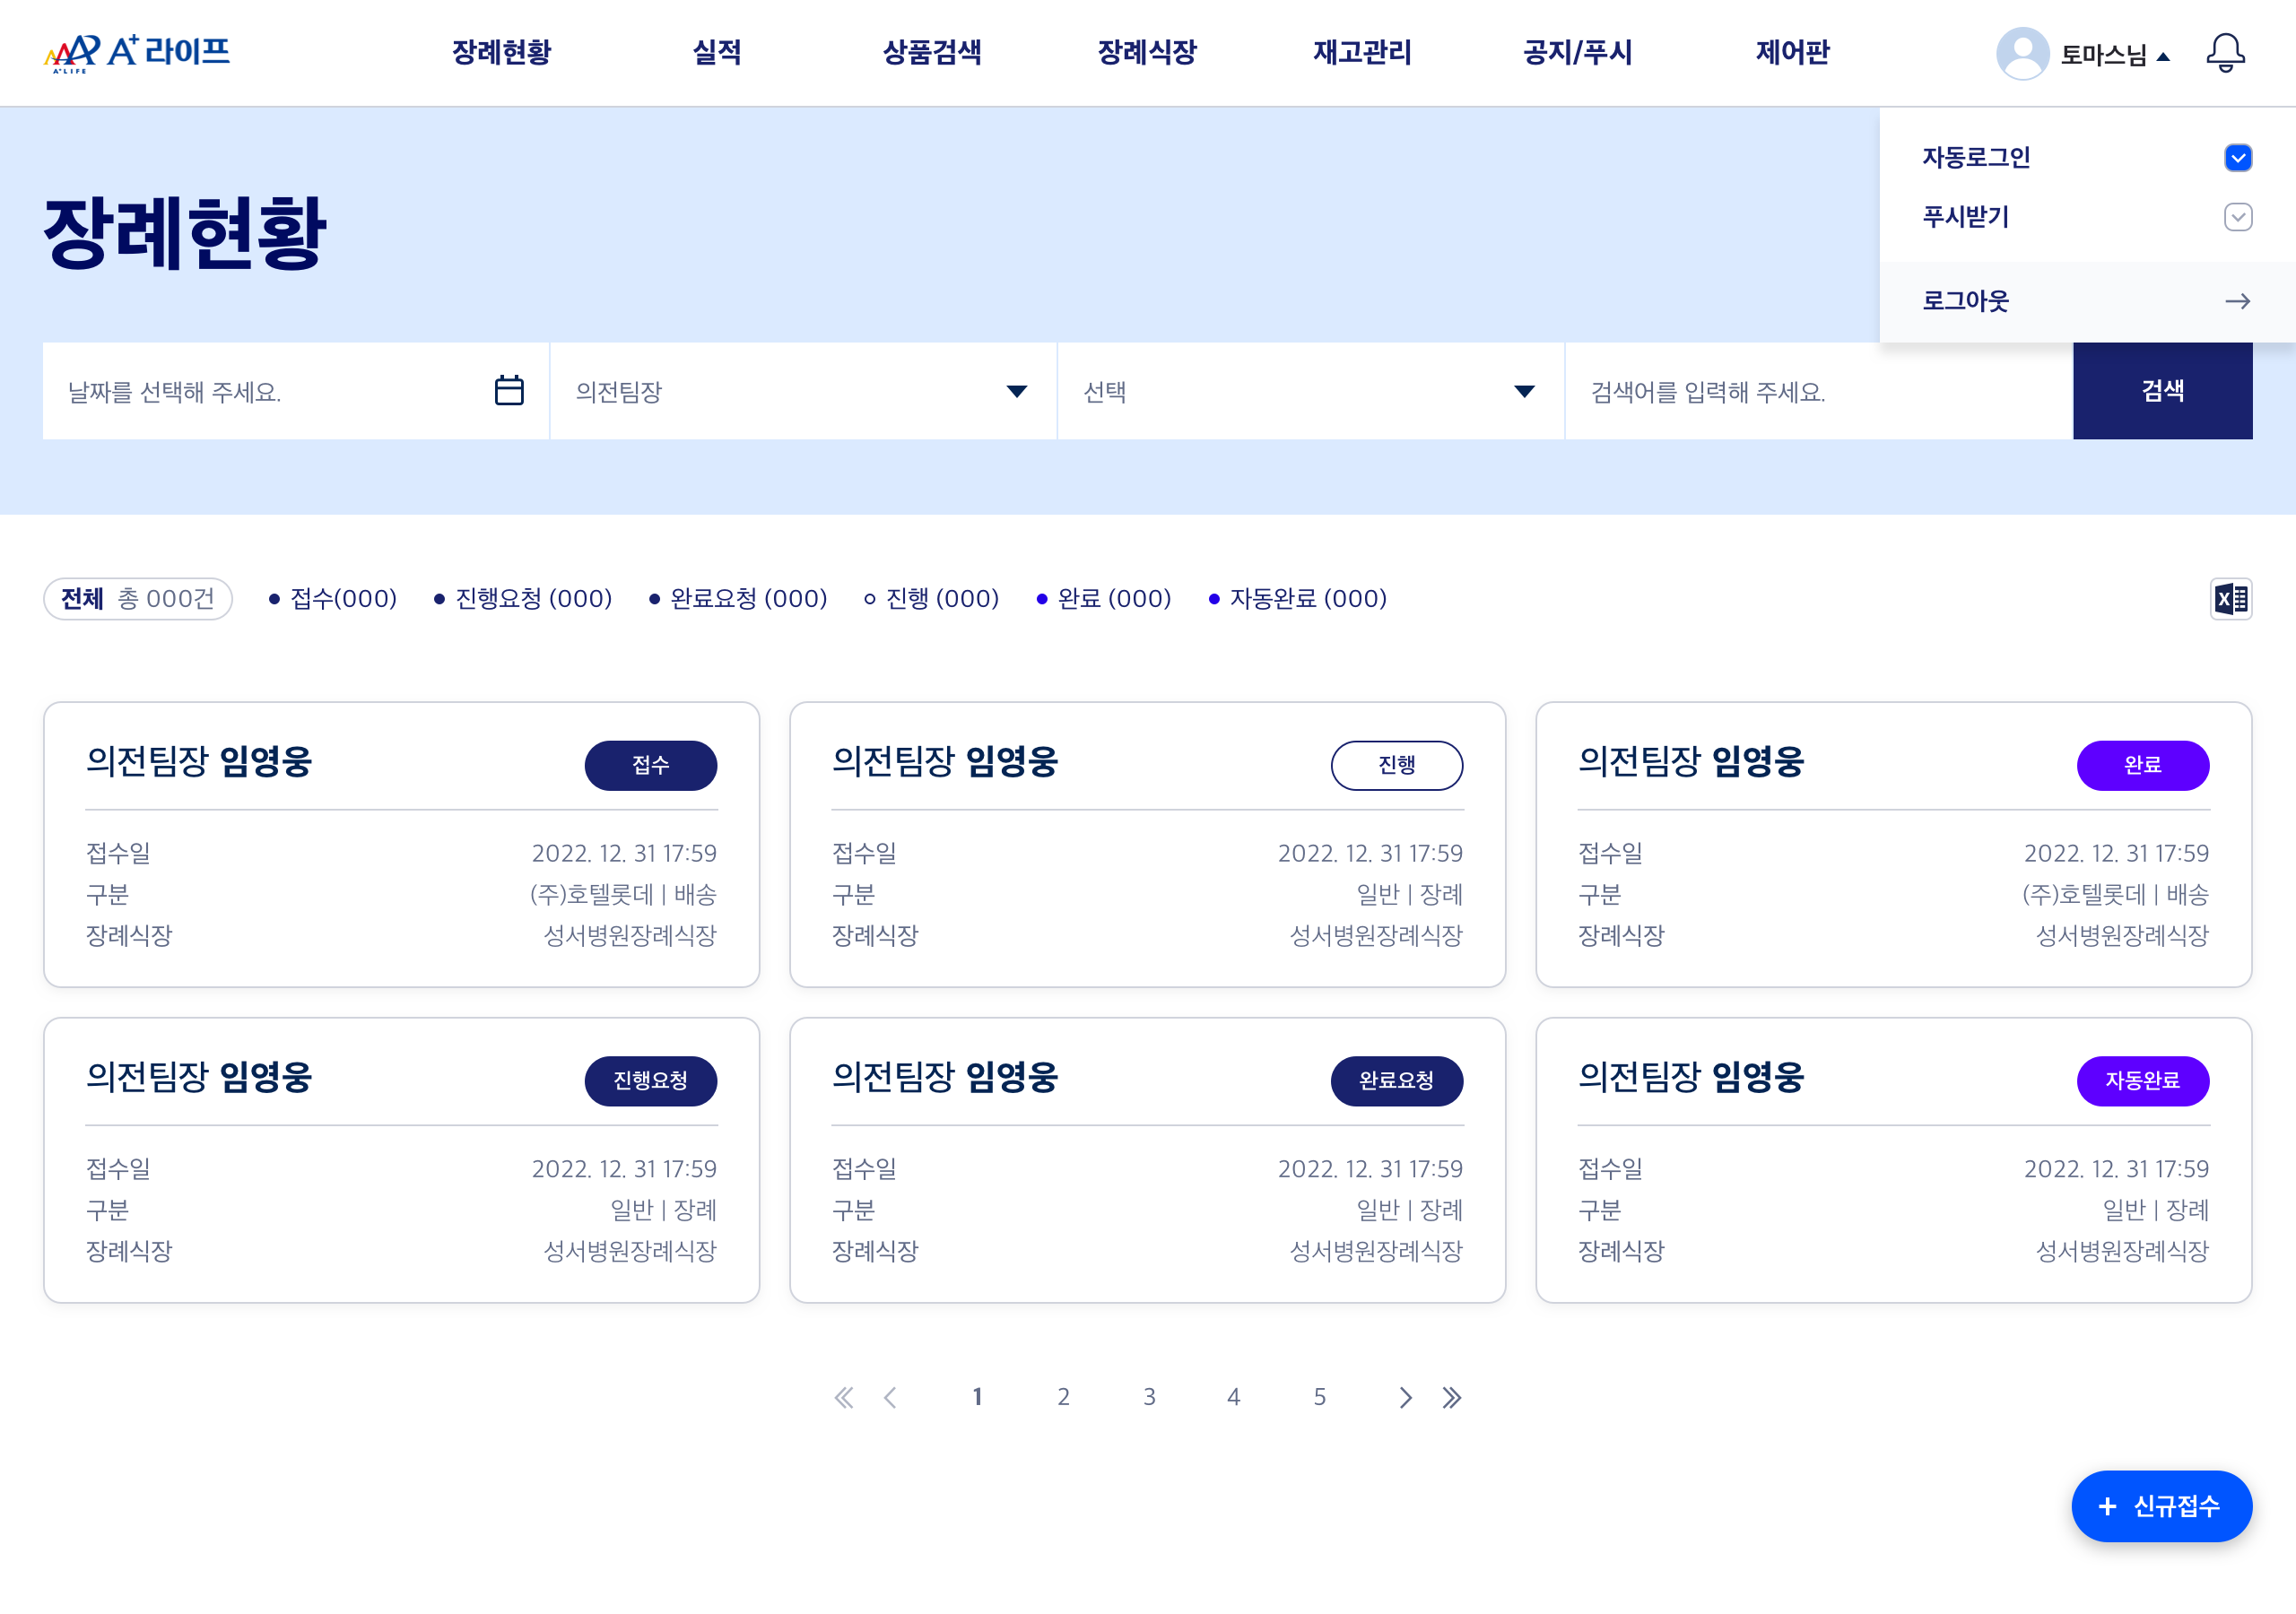 A+ 라이프
A+LIFE
장례현황 실적 상품검색 장례식장 재고관리 공지/푸시 제어판 토마스님
자동로그인
푸시받기
로그아웃
장례현황
날짜를 선택해 주세요. 의전팀장 선택 검색어를 입력해 주세요. 검색
전체 총 000건 접수(000) 진행요청 (000) 완료요청 (000) 진행 (000) 완료 (000) 자동완료 (000)
X
의전팀장 임영웅 접수
접수일 2022. 12. 31 17:59
구분 (주)호텔롯데 | 배송
장례식장 성서병원장례식장
의전팀장 임영웅 진행
접수일 2022. 12. 31 17:59
구분 일반 | 장례
장례식장 성서병원장례식장
의전팀장 임영웅 완료
접수일 2022. 12. 31 17:59
구분 (주)호텔롯데 | 배송
장례식장 성서병원장례식장
의전팀장 임영웅 진행요청
접수일 2022. 12. 31 17:59
구분 일반 | 장례
장례식장 성서병원장례식장
의전팀장 임영웅 완료요청
접수일 2022. 12. 31 17:59
구분 일반 | 장례
장례식장 성서병원장례식장
의전팀장 임영웅 자동완료
접수일 2022. 12. 31 17:59
구분 일반 | 장례
장례식장 성서병원장례식장
1 2 3 4 5
+ 신규접수